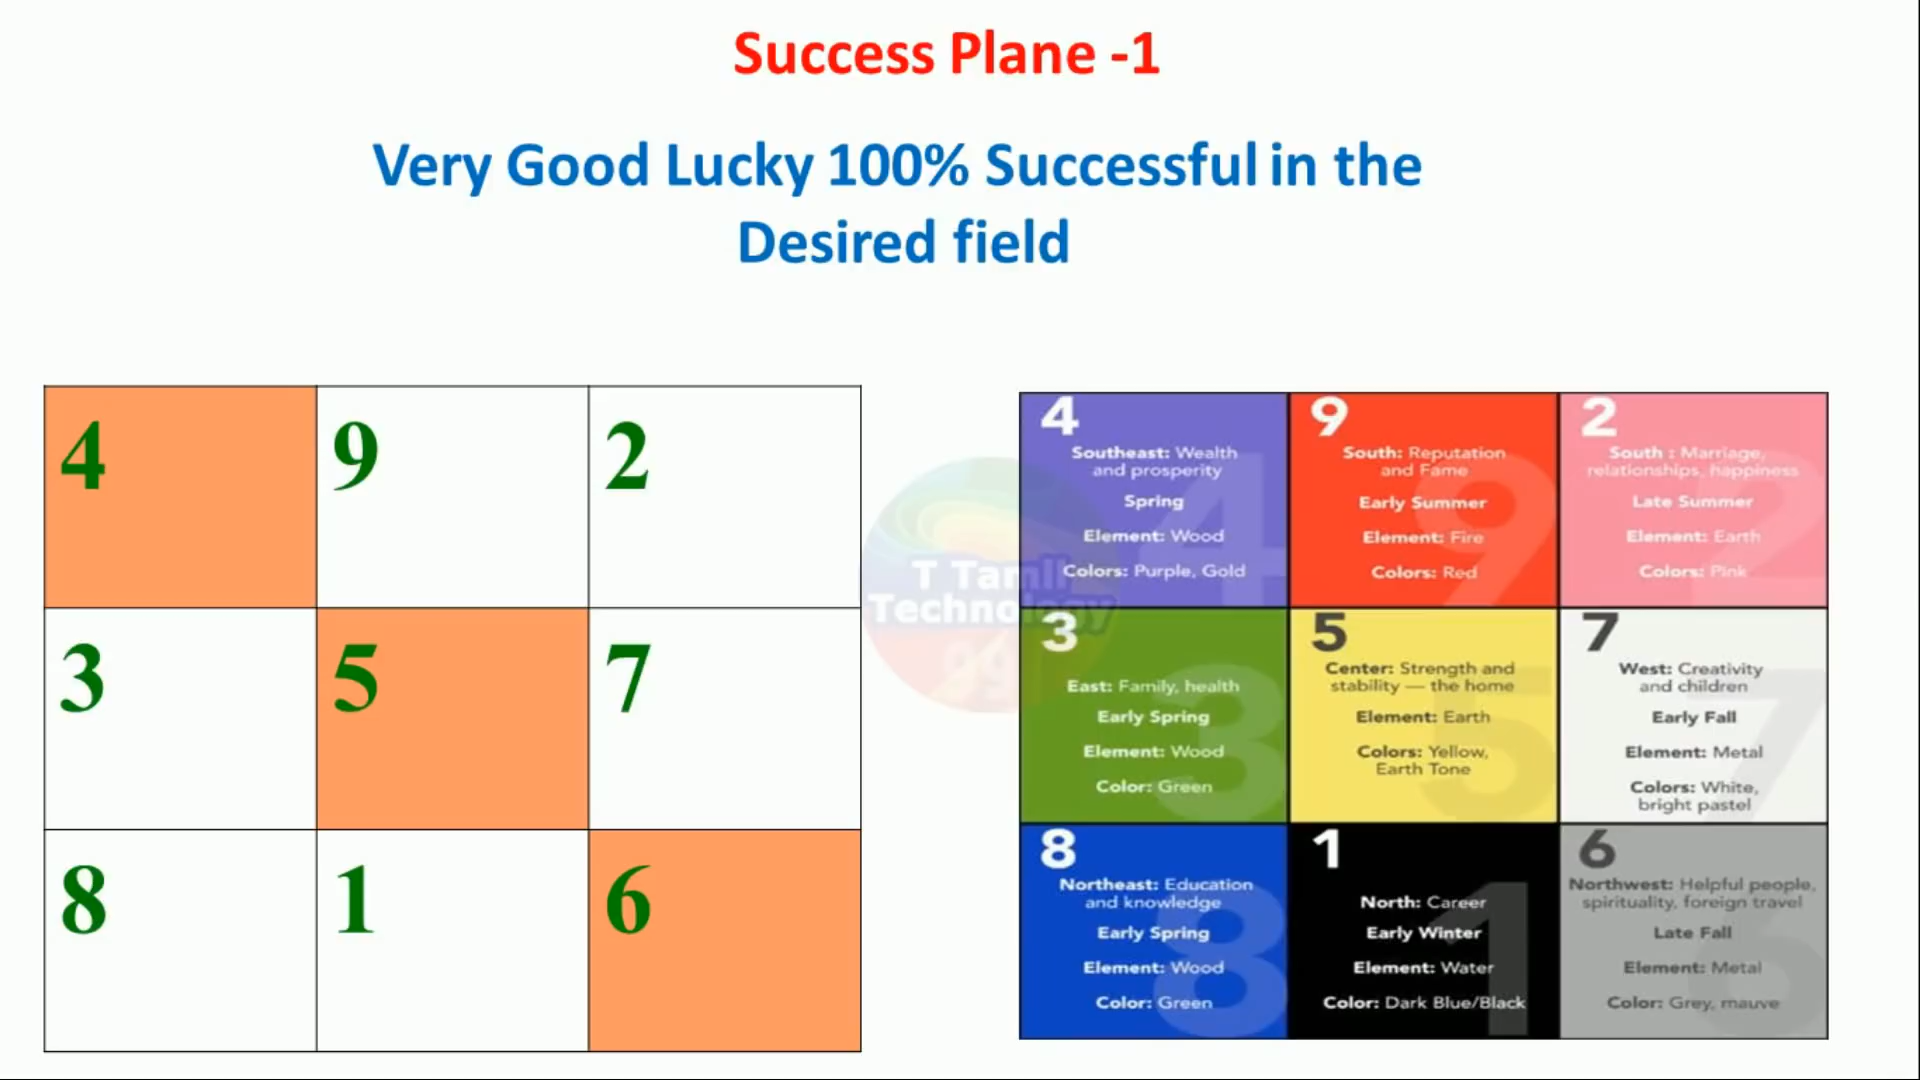 Success Plane -1
Very Good Lucky 100% Successful in the
Desired field
4 9 2
3 5 7
8 1 6
T Tamil
Technology
99
4
Southeast: Wealth
and prosperity
Spring
Element: Wood
Colors: Purple, Gold
9
South: Reputation
and Fame
Early Summer
Element: Fire
Colors: Red
2
South : Marriage,
relationships, happiness
Late Summer
Element: Earth
Colors: Pink
3
East: Family, health
Early Spring
Element: Wood
Color: Green
5
Center: Strength and
stability — the home
Element: Earth
Colors: Yellow,
Earth Tone
7
West: Creativity
and children
Early Fall
Element: Metal
Colors: White,
bright pastel
8
Northeast: Education
and knowledge
Early Spring
Element: Wood
Color: Green
1
North: Career
Early Winter
Element: Water
Color: Dark Blue/Black
6
Northwest: Helpful people,
spirituality, foreign travel
Late Fall
Element: Metal
Color: Grey, mauve